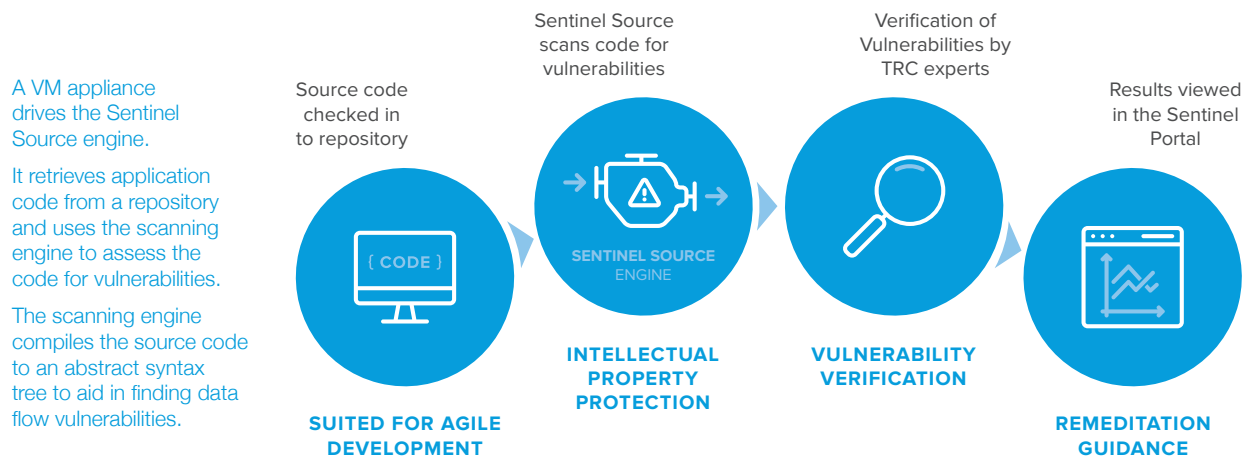 A VM appliance
drives the Sentinel
Source engine.
It retrieves application
code from a repository
and uses the scanning
engine to assess the
code for vulnerabilities.
The scanning engine
compiles the source code
to an abstract syntax
tree to aid in finding data
flow vulnerabilities.
Source code
checked in
to repository
{ CODE }
SUITED FOR AGILE
DEVELOPMENT
Sentinel Source
scans code for
vulnerabilities
SENTINEL SOURCE
ENGINE
INTELLECTUAL
PROPERTY
PROTECTION
Verification of
Vulnerabilities by
TRC experts
VULNERABILITY
VERIFICATION
Results viewed
in the Sentinel
Portal
REMEDITATION
GUIDANCE